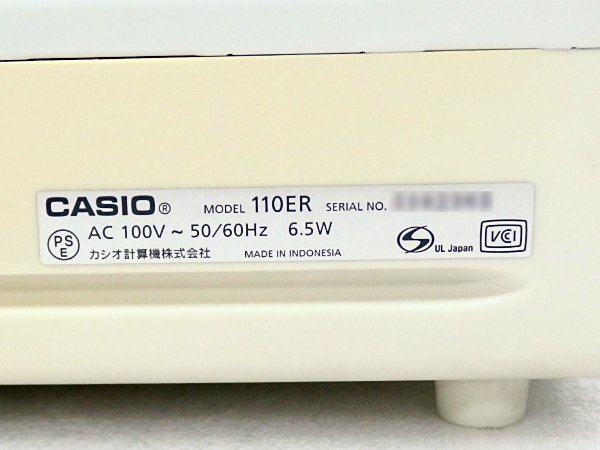 CASIO® MODEL 110ER SERIAL NO.
PSE AC 100V ~ 50/60Hz 6.5W
カシオ計算機株式会社 MADE IN INDONESIA
S UL Japan VCI